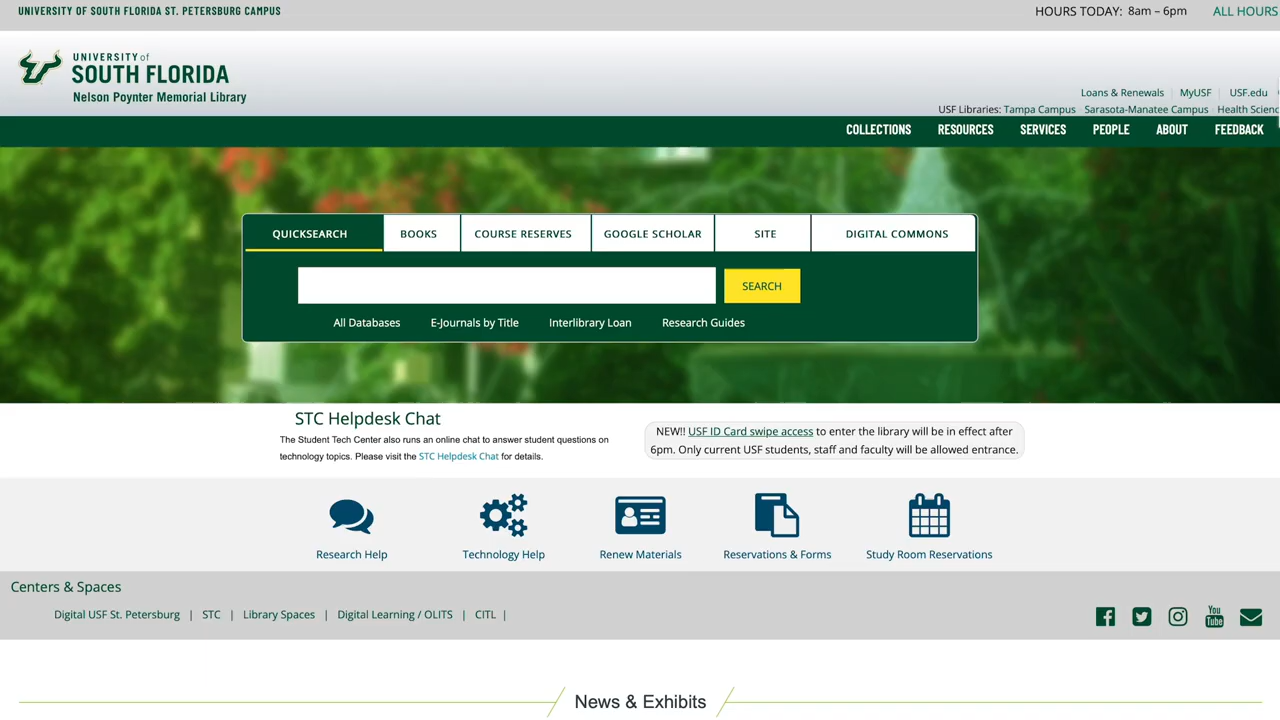 UNIVERSITY OF SOUTH FLORIDA ST. PETERSBURG CAMPUS
HOURS TODAY: 8am – 6pm ALL HOURS
UNIVERSITY of
SOUTH FLORIDA
Nelson Poynter Memorial Library
Loans & Renewals MyUSF USF.edu
USF Libraries: Tampa Campus Sarasota-Manatee Campus Health Scienc
COLLECTIONS RESOURCES SERVICES PEOPLE ABOUT FEEDBACK
QUICKSEARCH BOOKS COURSE RESERVES GOOGLE SCHOLAR SITE DIGITAL COMMONS
SEARCH
All Databases E-Journals by Title Interlibrary Loan Research Guides
STC Helpdesk Chat
The Student Tech Center also runs an online chat to answer student questions on
technology topics. Please visit the STC Helpdesk Chat for details.
NEW!! USF ID Card swipe access to enter the library will be in effect after
6pm. Only current USF students, staff and faculty will be allowed entrance.
Research Help Technology Help Renew Materials Reservations & Forms Study Room Reservations
Centers & Spaces
Digital USF St. Petersburg | STC | Library Spaces | Digital Learning / OLITS | CITL |
You
Tube
News & Exhibits